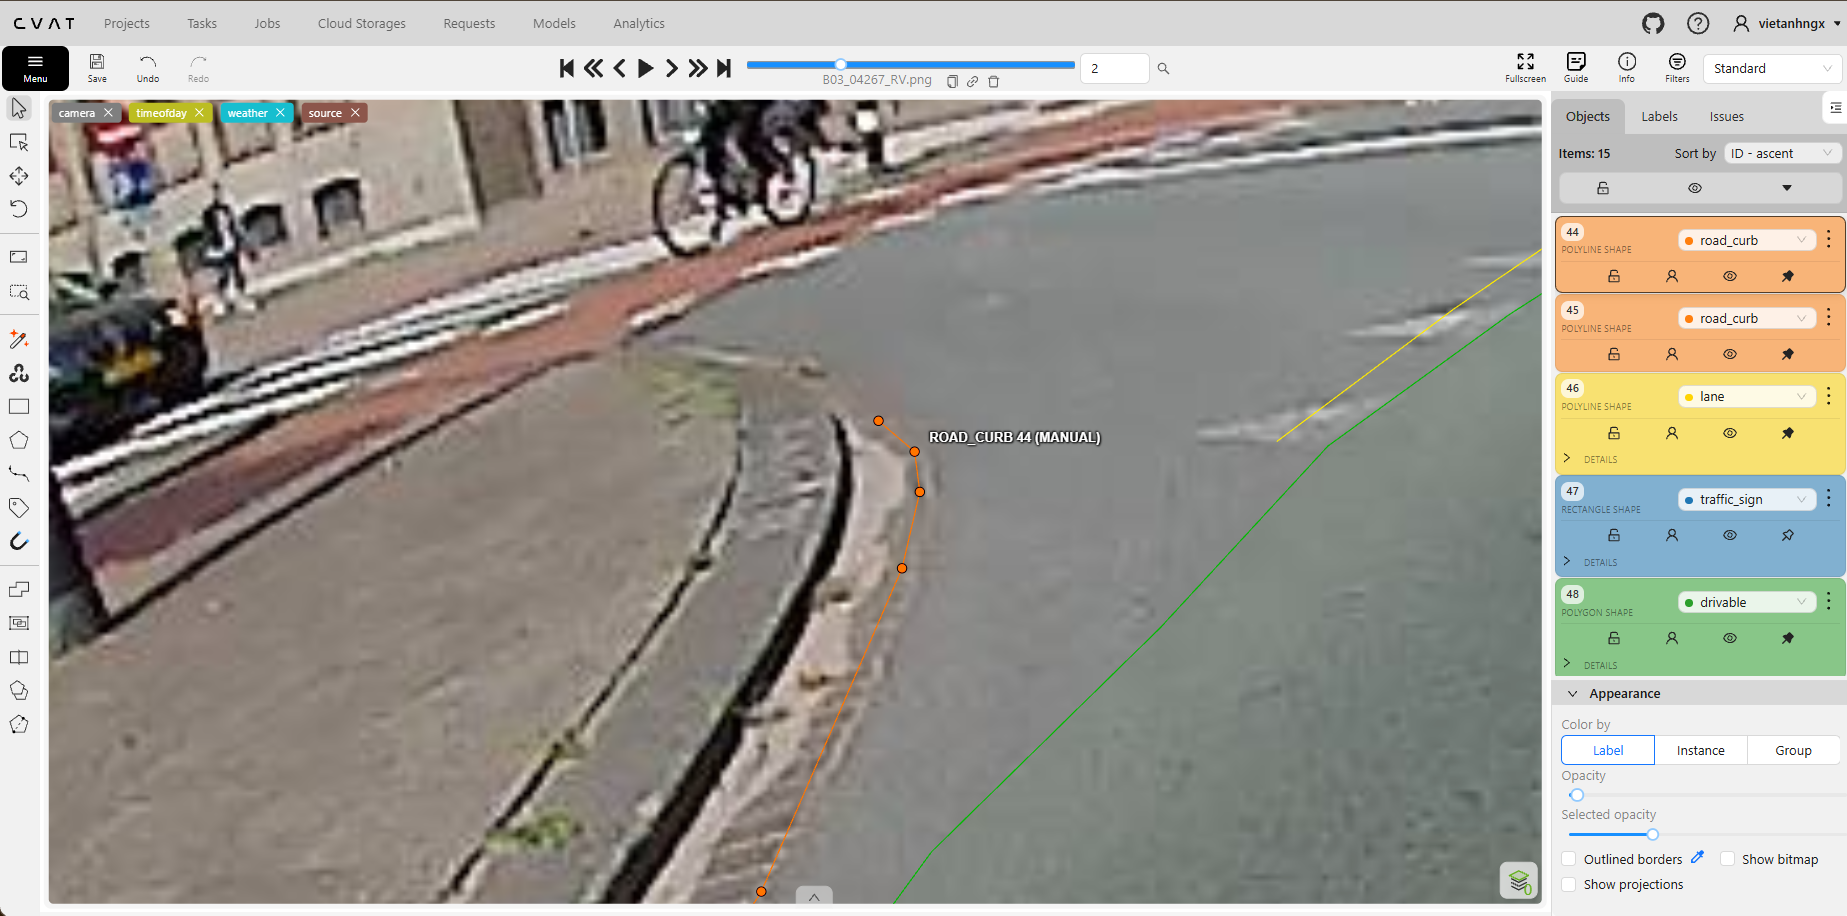 CVAT Projects Tasks Jobs Cloud Storages Requests Models Analytics vietanhngx
Menu Save Undo Redo 2 Fullscreen Guide Info Filters Standard
B03_04267_RV.png
camera timeofday weather source
ROAD_CURB 44 (MANUAL)
0
Objects Labels Issues
Items: 15 Sort by ID - ascent
44 road_curb
POLYLINE SHAPE
45 road_curb
POLYLINE SHAPE
46 lane
POLYLINE SHAPE
DETAILS
47 traffic_sign
RECTANGLE SHAPE
DETAILS
48 drivable
POLYGON SHAPE
DETAILS
Appearance
Color by
Label Instance Group
Opacity
Selected opacity
Outlined borders Show bitmap
Show projections